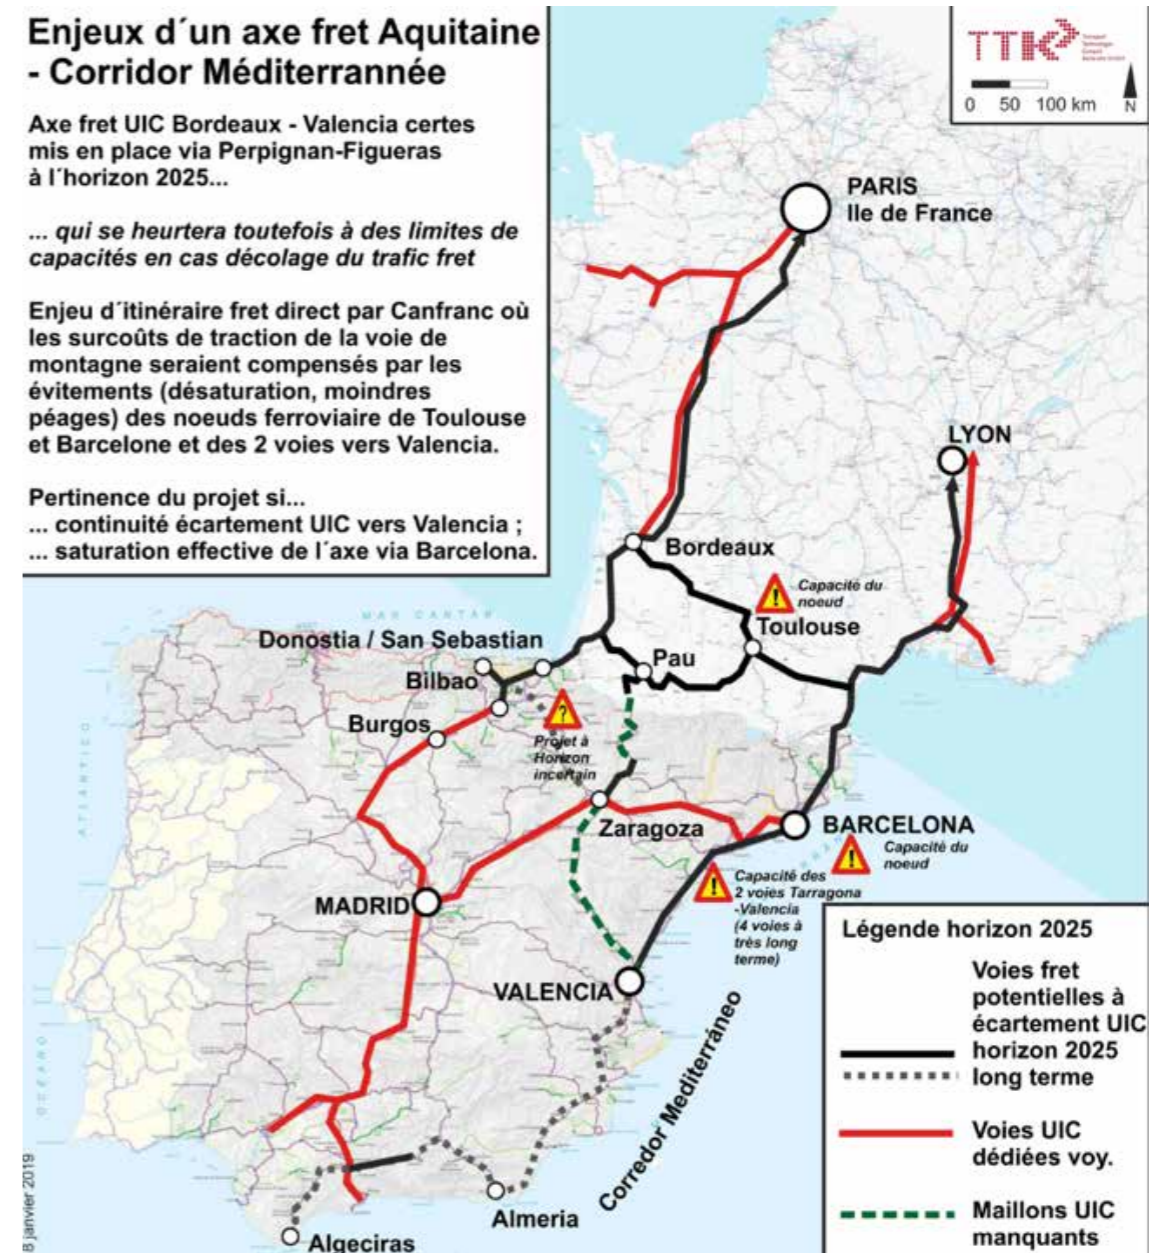 Enjeux d´un axe fret Aquitaine
- Corridor Méditerrannée
Axe fret UIC Bordeaux - Valencia certes
mis en place via Perpignan-Figueras
à l´horizon 2025...
... qui se heurtera toutefois à des limites de
capacités en cas décolage du trafic fret
Enjeu d´itinéraire fret direct par Canfranc où
les surcoûts de traction de la voie de
montagne seraient compensés par les
évitements (désaturation, moindres
péages) des noeuds ferroviaire de Toulouse
et Barcelone et des 2 voies vers Valencia.
Pertinence du projet si...
... continuité écartement UIC vers Valencia ;
... saturation effective de l´axe via Barcelona.
TTK
0 50 100 km
N
PARIS
Ile de France
LYON
Bordeaux
Capacité du
noeud
Toulouse
MAR CANTÁB
Donostia / San Sebastian
Pau
Bilbao
Burgos
?
Projet à
Horizon
incertain
Zaragoza
BARCELONA
Capacité du
noeud
Capacité des
2 voies Tarragona
-Valencia
(4 voies à
très long
terme)
MADRID
VALENCIA
ATLANTICO
OCÉANO
Corredor Mediterráneo
Almeria
Algeciras
8 janvier 2019
Légende horizon 2025
Voies fret
potentielles à
écartement UIC
horizon 2025
long terme
Voies UIC
dédiées voy.
Maillons UIC
manquants